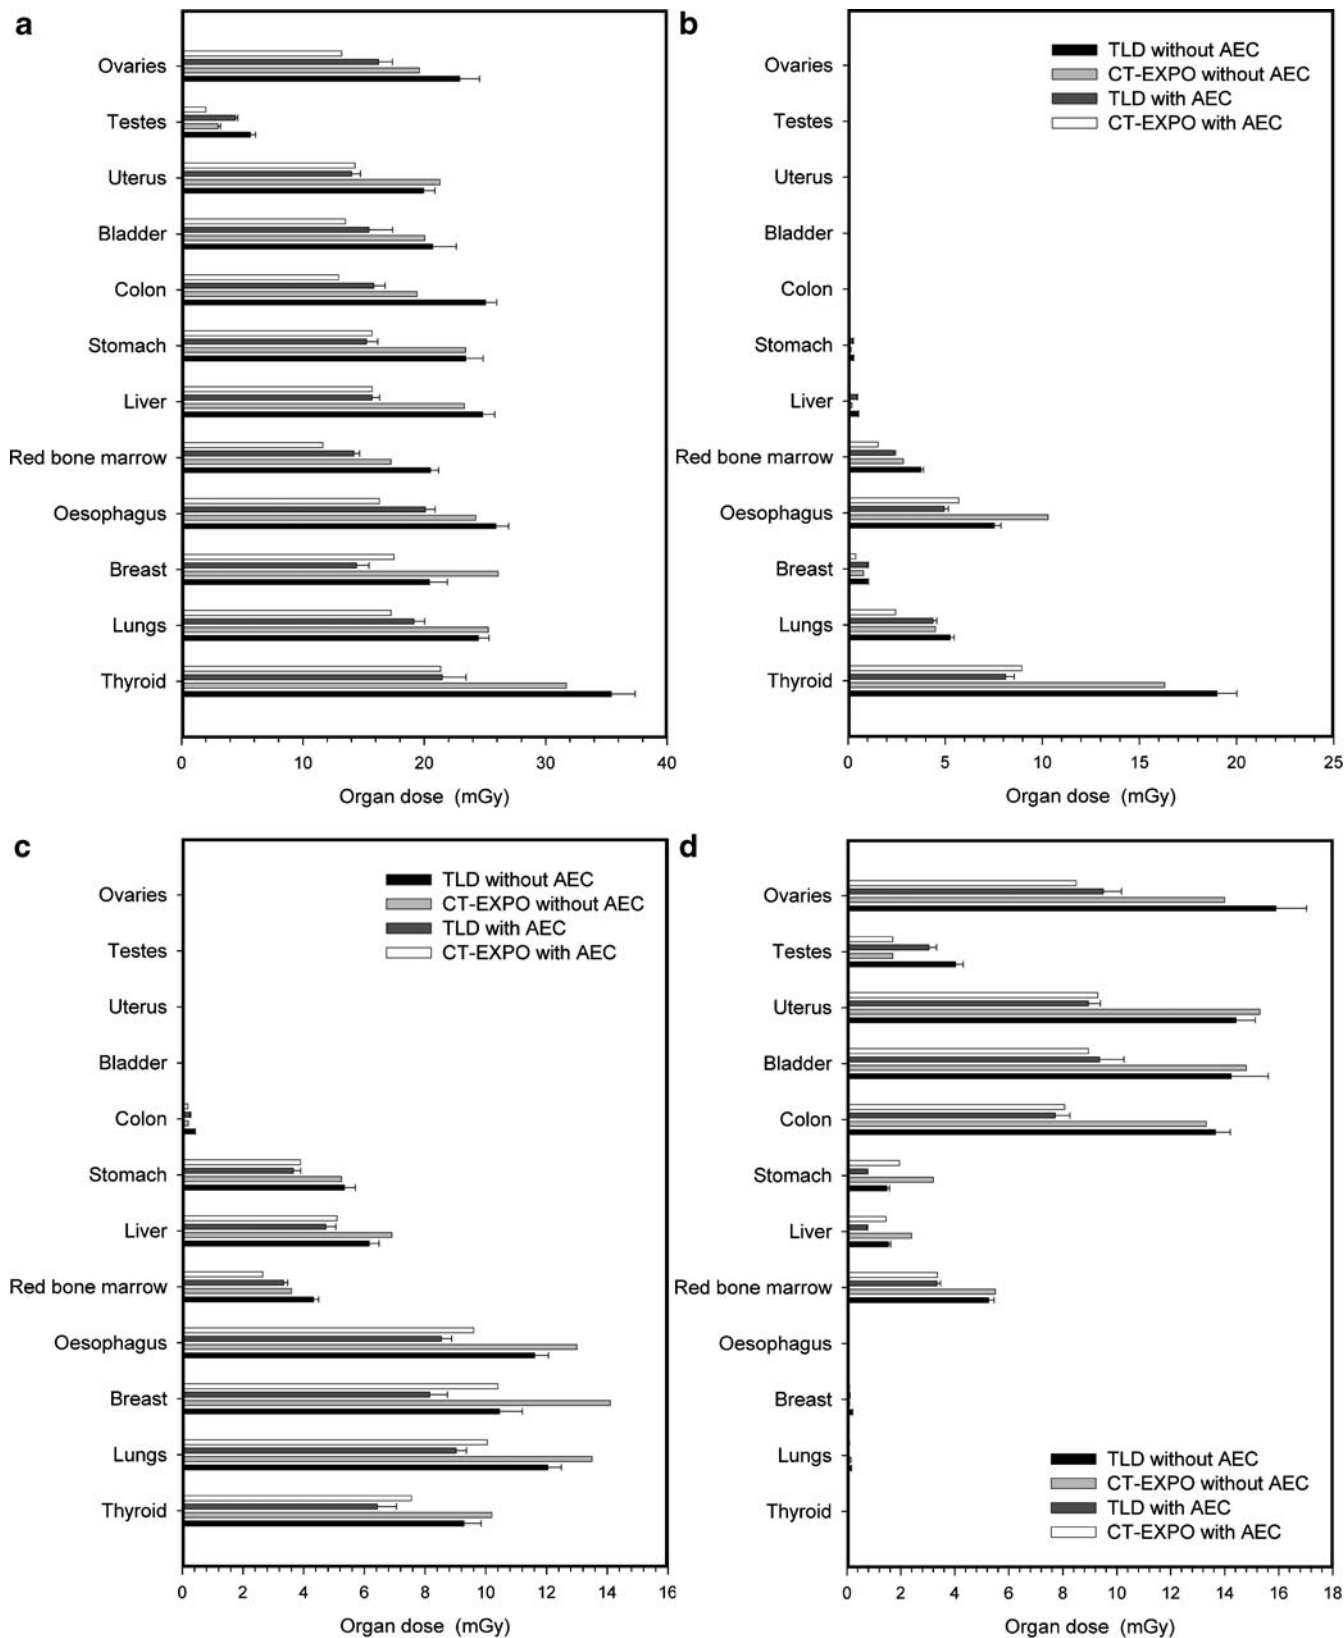 a
Ovaries
Testes
Uterus
Bladder
Colon
Stomach
Liver
Red bone marrow
Oesophagus
Breast
Lungs
Thyroid
0 10 20 30 40
Organ dose (mGy)
b
TLD without AEC
CT-EXPO without AEC
TLD with AEC
CT-EXPO with AEC
Ovaries
Testes
Uterus
Bladder
Colon
Stomach
Liver
Red bone marrow
Oesophagus
Breast
Lungs
Thyroid
0 5 10 15 20 25
Organ dose (mGy)
c
TLD without AEC
CT-EXPO without AEC
TLD with AEC
CT-EXPO with AEC
Ovaries
Testes
Uterus
Bladder
Colon
Stomach
Liver
Red bone marrow
Oesophagus
Breast
Lungs
Thyroid
0 2 4 6 8 10 12 14 16
Organ dose (mGy)
d
Ovaries
Testes
Uterus
Bladder
Colon
Stomach
Liver
Red bone marrow
Oesophagus
Breast
Lungs
Thyroid
TLD without AEC
CT-EXPO without AEC
TLD with AEC
CT-EXPO with AEC
0 2 4 6 8 10 12 14 16 18
Organ dose (mGy)